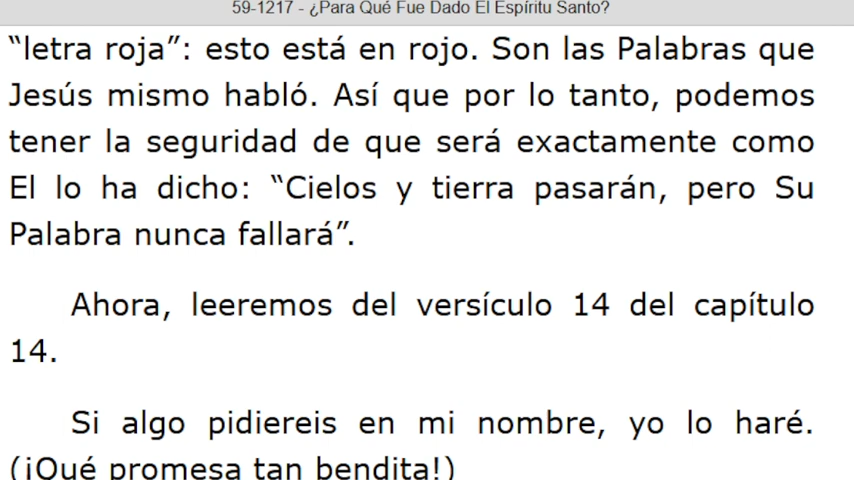 59-1217 - ¿Para Qué Fue Dado El Espíritu Santo?
“letra roja”: esto está en rojo. Son las Palabras que
Jesús mismo habló. Así que por lo tanto, podemos
tener la seguridad de que será exactamente como
El lo ha dicho: “Cielos y tierra pasarán, pero Su
Palabra nunca fallará”.
Ahora, leeremos del versículo 14 del capítulo
14.
Si algo pidiereis en mi nombre, yo lo haré.
(¡Qué promesa tan bendita!)